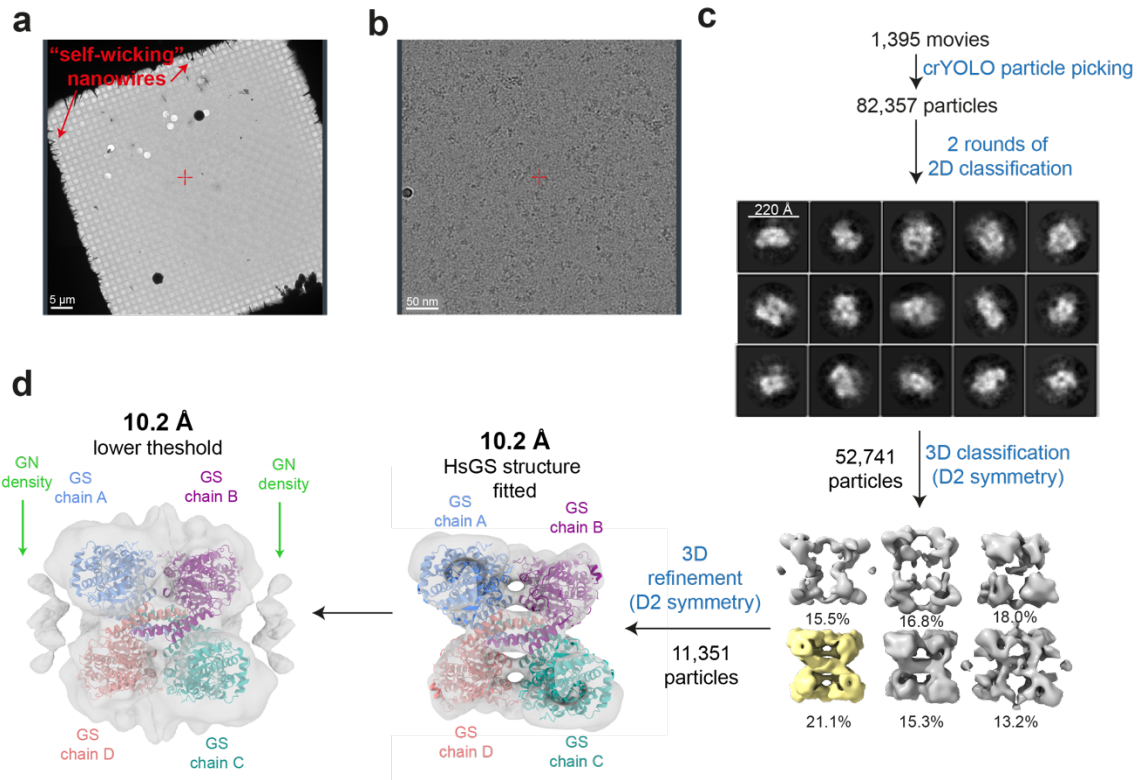 a
"self-wicking"
nanowires
5 µm
b
50 nm
c
1,395 movies
crYOLO particle picking
82,357 particles
2 rounds of
2D classification
220 Å
52,741
particles
3D classification
(D2 symmetry)
15.5%
16.8%
18.0%
21.1%
15.3%
13.2%
3D
refinement
(D2 symmetry)
11,351
particles
d
10.2 Å
lower theshold
GN
density
GS
chain A
GS
chain B
GN
density
GS
chain D
GS
chain C
10.2 Å
HsGS structure
fitted
GS
chain A
GS
chain B
GS
chain D
GS
chain C